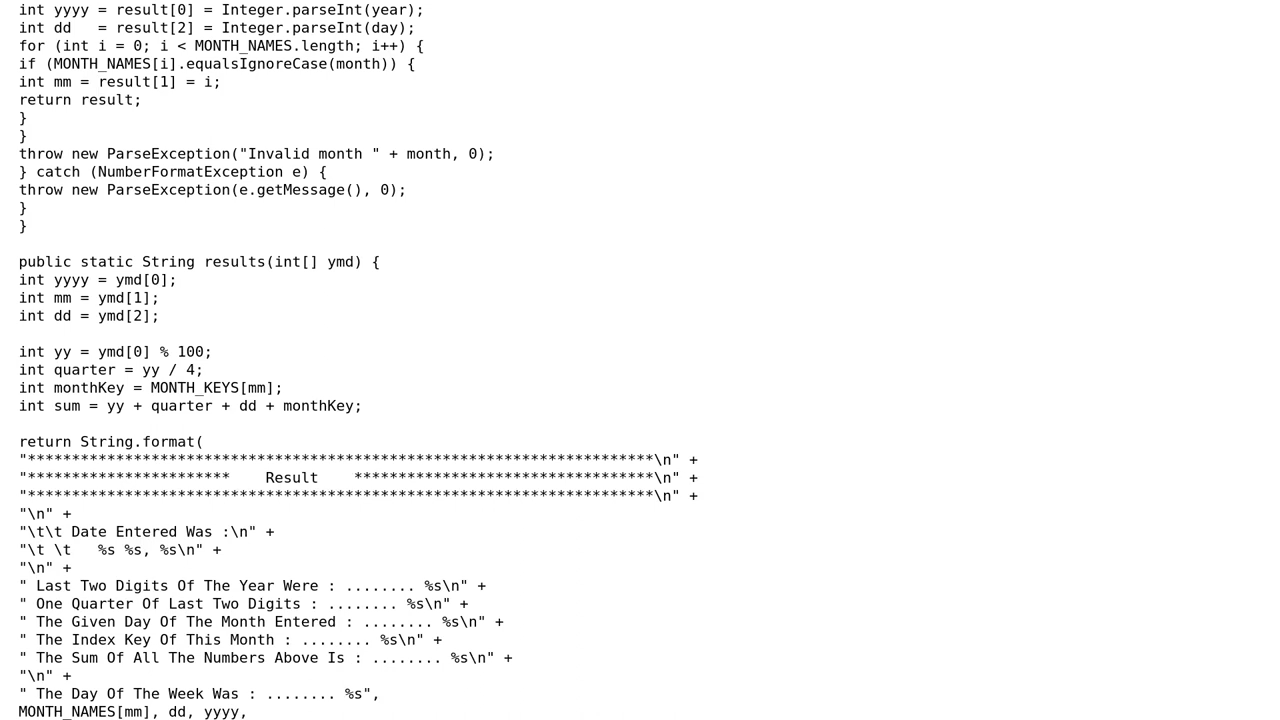 int yyyy = result[0] = Integer.parseInt(year);
int dd   = result[2] = Integer.parseInt(day);
for (int i = 0; i < MONTH_NAMES.length; i++) {
if (MONTH_NAMES[i].equalsIgnoreCase(month)) {
int mm = result[1] = i;
return result;
}
}
throw new ParseException("Invalid month " + month, 0);
} catch (NumberFormatException e) {
throw new ParseException(e.getMessage(), 0);
}
}

public static String results(int[] ymd) {
int yyyy = ymd[0];
int mm = ymd[1];
int dd = ymd[2];

int yy = ymd[0] % 100;
int quarter = yy / 4;
int monthKey = MONTH_KEYS[mm];
int sum = yy + quarter + dd + monthKey;

return String.format(
"***********************************************************************\n" +
"***********************    Result    **********************************\n" +
"***********************************************************************\n" +
"\n" +
"\t\t Date Entered Was :\n" +
"\t \t   %s %s, %s\n" +
"\n" +
" Last Two Digits Of The Year Were : ........ %s\n" +
" One Quarter Of Last Two Digits : ........ %s\n" +
" The Given Day Of The Month Entered : ........ %s\n" +
" The Index Key Of This Month : ........ %s\n" +
" The Sum Of All The Numbers Above Is : ........ %s\n" +
"\n" +
" The Day Of The Week Was : ........ %s",
MONTH_NAMES[mm], dd, yyyy,